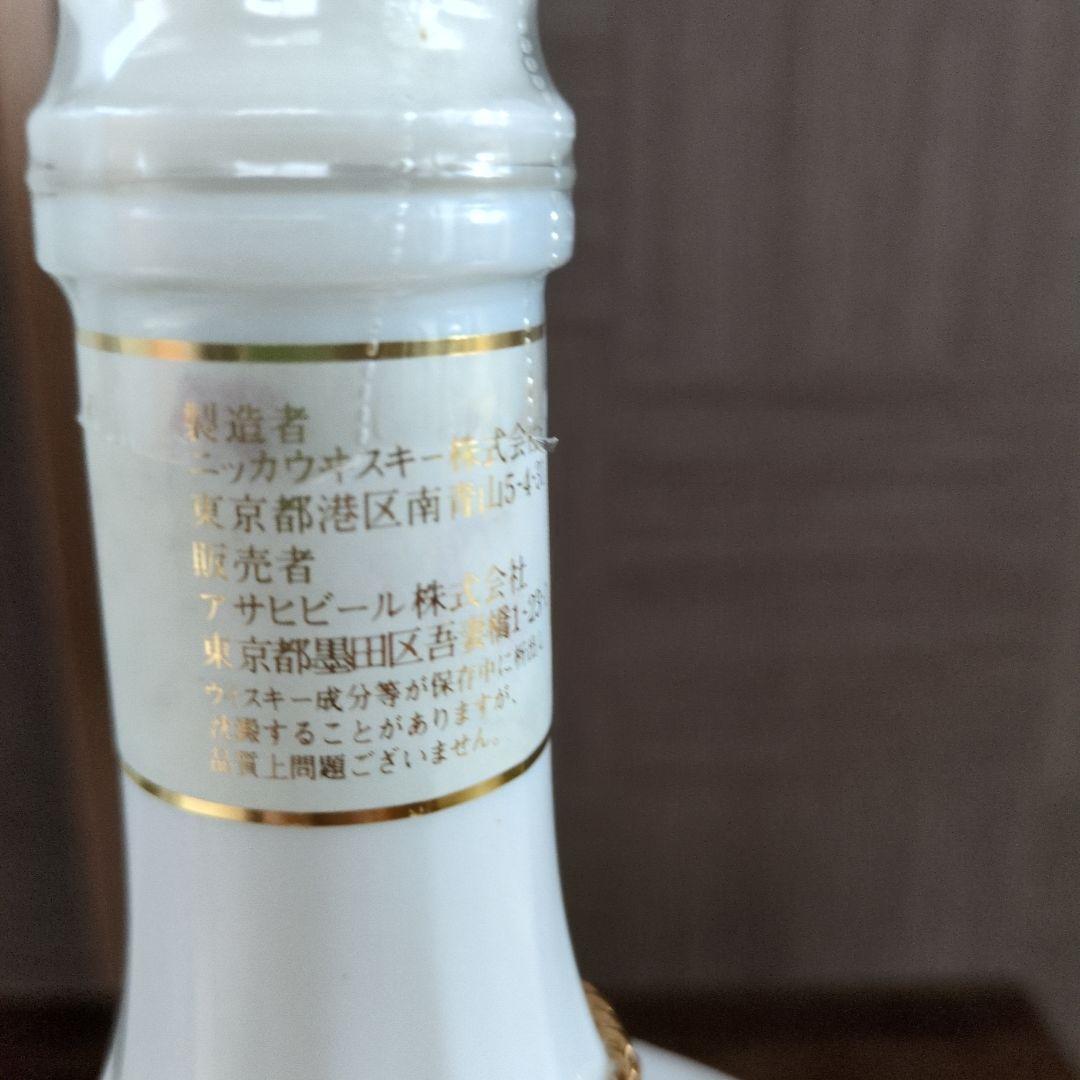 製造者
ニッカウヰスキー株式会社
東京都港区南青山5-4-3
販売者
アサヒビール株式会社
東京都墨田区吾妻橋1-23-
ウイスキー成分等が保存中に析出し
沈澱することがありますが、
品質上問題ございません。